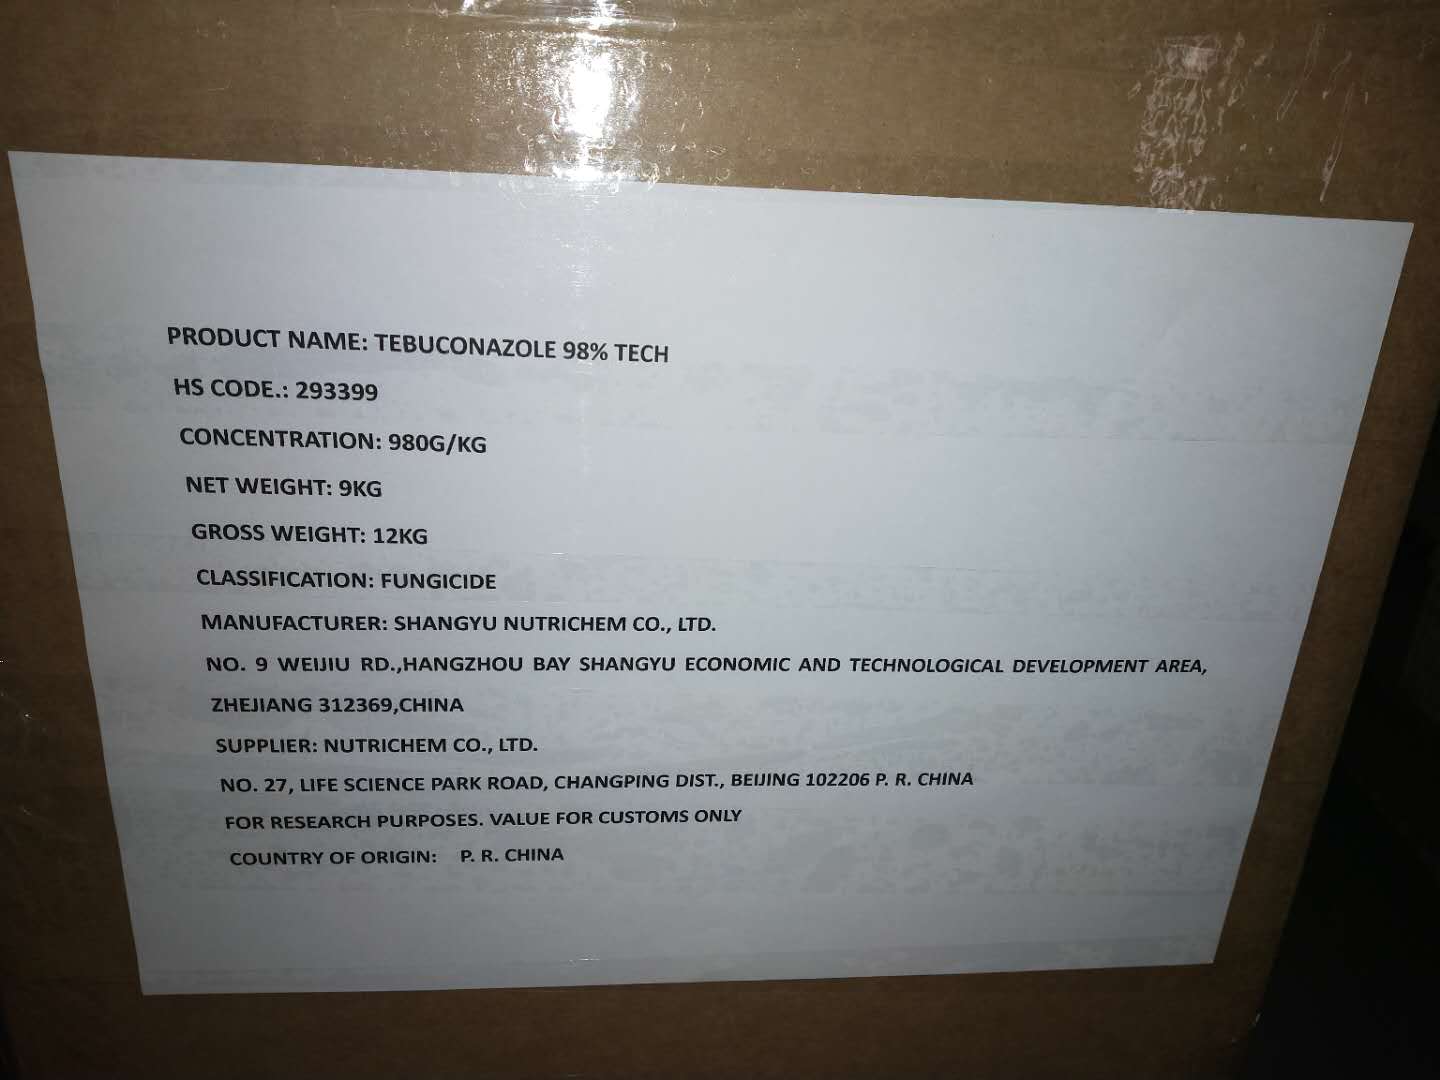 PRODUCT NAME: TEBUCONAZOLE 98% TECH
HS CODE.: 293399
CONCENTRATION: 980G/KG
NET WEIGHT: 9KG
GROSS WEIGHT: 12KG
CLASSIFICATION: FUNGICIDE
MANUFACTURER: SHANGYU NUTRICHEM CO., LTD.
NO. 9 WEIJIU RD.,HANGZHOU BAY SHANGYU ECONOMIC AND TECHNOLOGICAL DEVELOPMENT AREA,
ZHEJIANG 312369,CHINA
SUPPLIER: NUTRICHEM CO., LTD.
NO. 27, LIFE SCIENCE PARK ROAD, CHANGPING DIST., BEIJING 102206 P. R. CHINA
FOR RESEARCH PURPOSES. VALUE FOR CUSTOMS ONLY
COUNTRY OF ORIGIN: P. R. CHINA